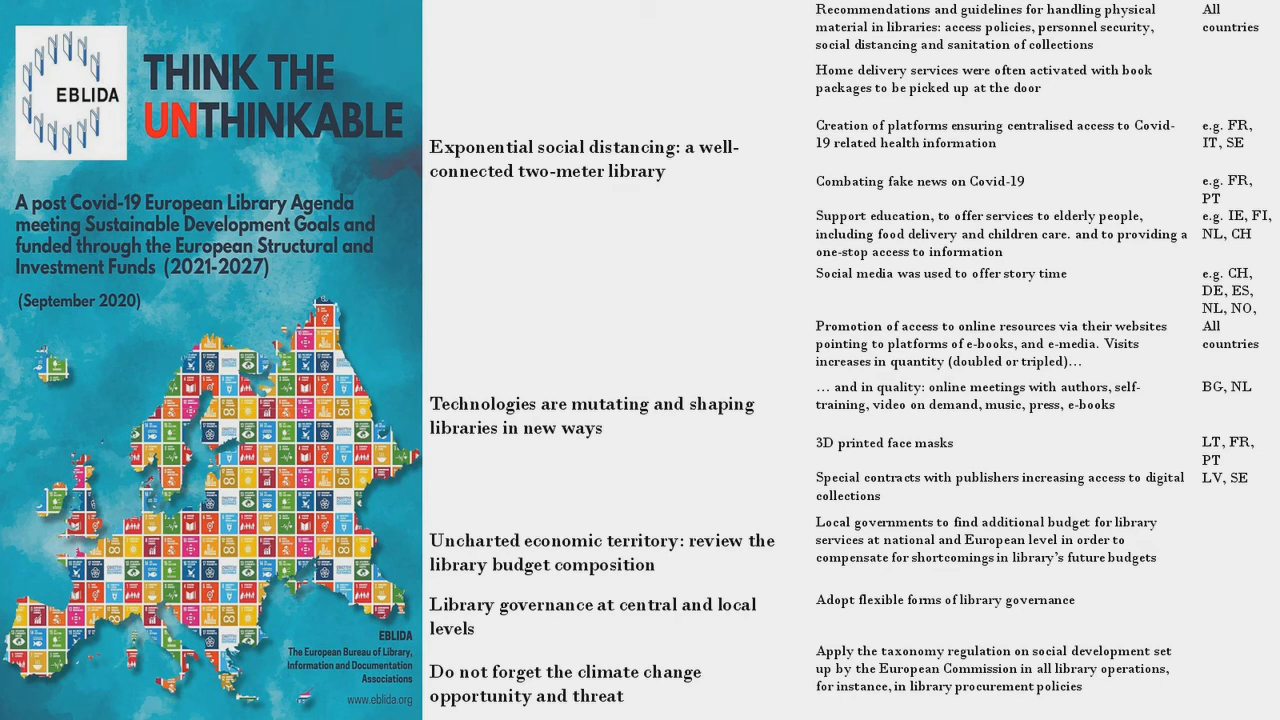 EBLIDA
THINK THE
UNTHINKABLE
A post Covid-19 European Library Agenda
meeting Sustainable Development Goals and
funded through the European Structural and
Investment Funds (2021-2027)
(September 2020)
EBLIDA
The European Bureau of Library,
Information and Documentation
Associations
www.eblida.org
Exponential social distancing: a well-
connected two-meter library
Recommendations and guidelines for handling physical
material in libraries: access policies, personnel security,
social distancing and sanitation of collections
All
countries
Home delivery services were often activated with book
packages to be picked up at the door
Creation of platforms ensuring centralised access to Covid-
19 related health information
e.g. FR,
IT, SE
Combating fake news on Covid-19
e.g. FR,
PT
Support education, to offer services to elderly people,
including food delivery and children care. and to providing a
one-stop access to information
e.g. IE, FI,
NL, CH
Social media was used to offer story time
e.g. CH,
DE, ES,
NL, NO,
Technologies are mutating and shaping
libraries in new ways
Promotion of access to online resources via their websites
pointing to platforms of e-books, and e-media. Visits
increases in quantity (doubled or tripled)…
All
countries
… and in quality: online meetings with authors, self-
training, video on demand, music, press, e-books
BG, NL
3D printed face masks
LT, FR,
PT
Special contracts with publishers increasing access to digital
collections
LV, SE
Uncharted economic territory: review the
library budget composition
Local governments to find additional budget for library
services at national and European level in order to
compensate for shortcomings in library's future budgets
Library governance at central and local
levels
Adopt flexible forms of library governance
Do not forget the climate change
opportunity and threat
Apply the taxonomy regulation on social development set
up by the European Commission in all library operations,
for instance, in library procurement policies